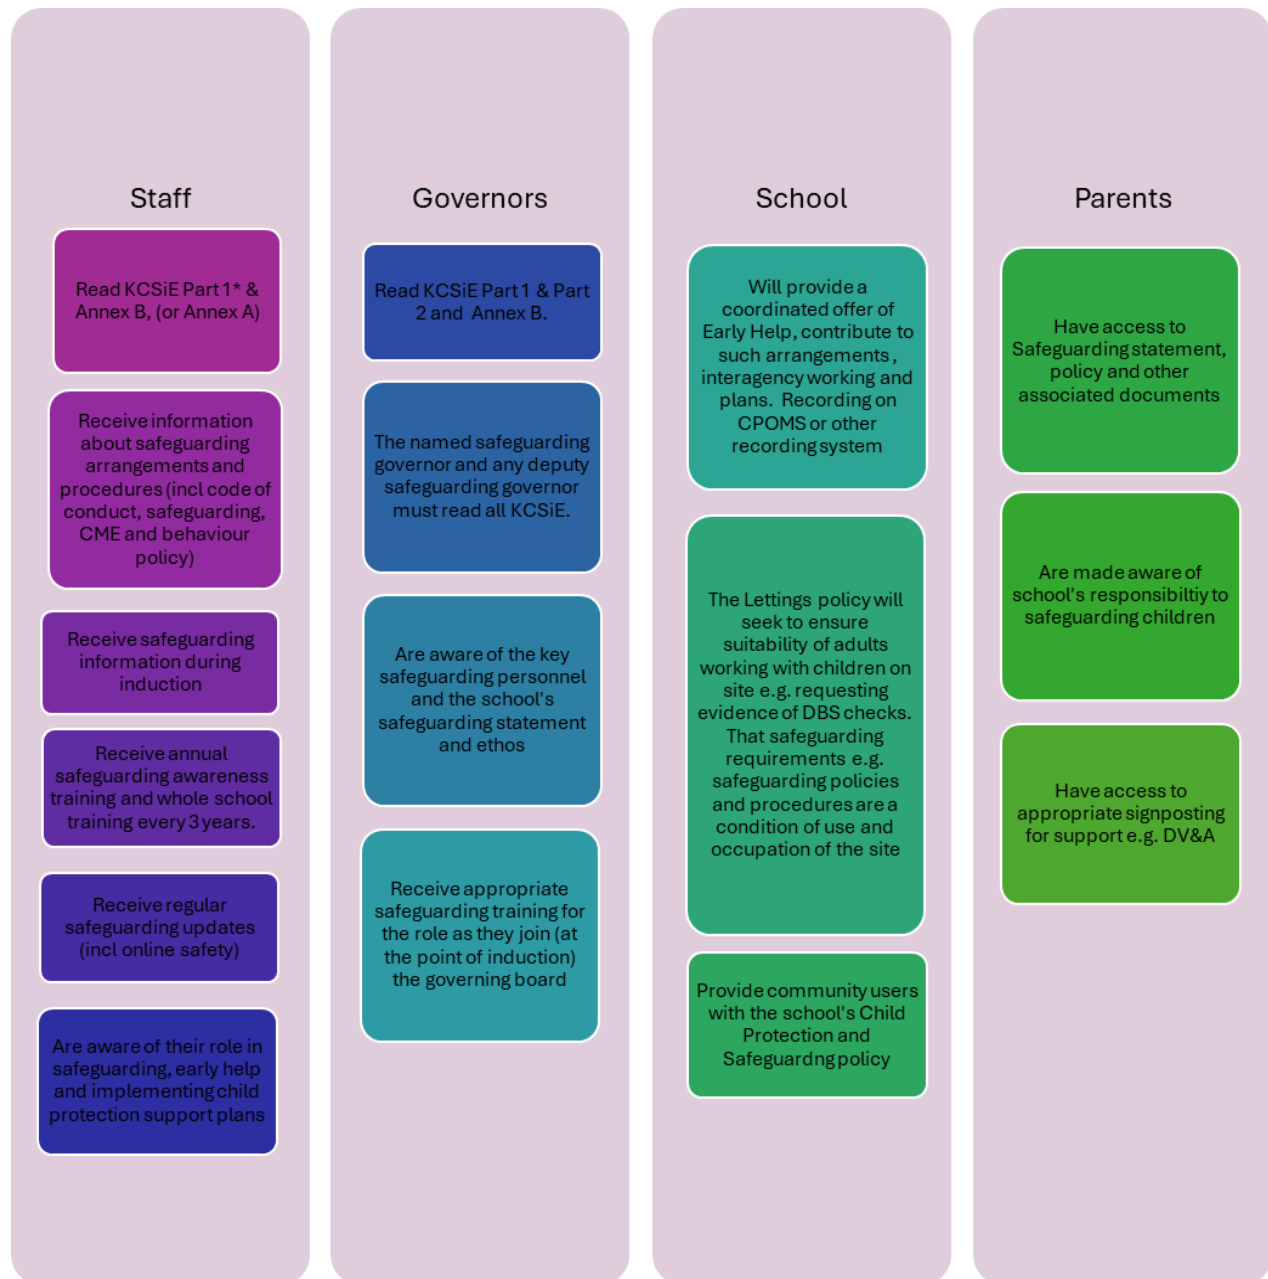 Staff
Read KCSiE Part 1* &
Annex B, (or Annex A)
Receive information
about safeguarding
arrangements and
procedures (incl code of
conduct, safeguarding,
CME and behaviour
policy)
Receive safeguarding
information during
induction
Receive annual
safeguarding awareness
training and whole school
training every 3 years.
Receive regular
safeguarding updates
(incl online safety)
Are aware of their role in
safeguarding, early help
and implementing child
protection support plans
Governors
Read KCSiE Part 1 & Part
2 and Annex B.
The named safeguarding
governor and any deputy
safeguarding governor
must read all KCSiE.
Are aware of the key
safeguarding personnel
and the school's
safeguarding statement
and ethos
Receive appropriate
safeguarding training for
the role as they join (at
the point of induction)
the governing board
School
Will provide a
coordinated offer of
Early Help, contribute to
such arrangements ,
interagency working and
plans. Recording on
CPOMS or other
recording system
The Lettings policy will
seek to ensure
suitability of adults
working with children on
site e.g. requesting
evidence of DBS checks.
That safeguarding
requirements e.g.
safeguarding policies
and procedures are a
condition of use and
occupation of the site
Provide community users
with the school's Child
Protection and
Safeguardng policy
Parents
Have access to
Safeguarding statement,
policy and other
associated documents
Are made aware of
school's responsibiltiy to
safeguarding children
Have access to
appropriate signposting
for support e.g. DV&A